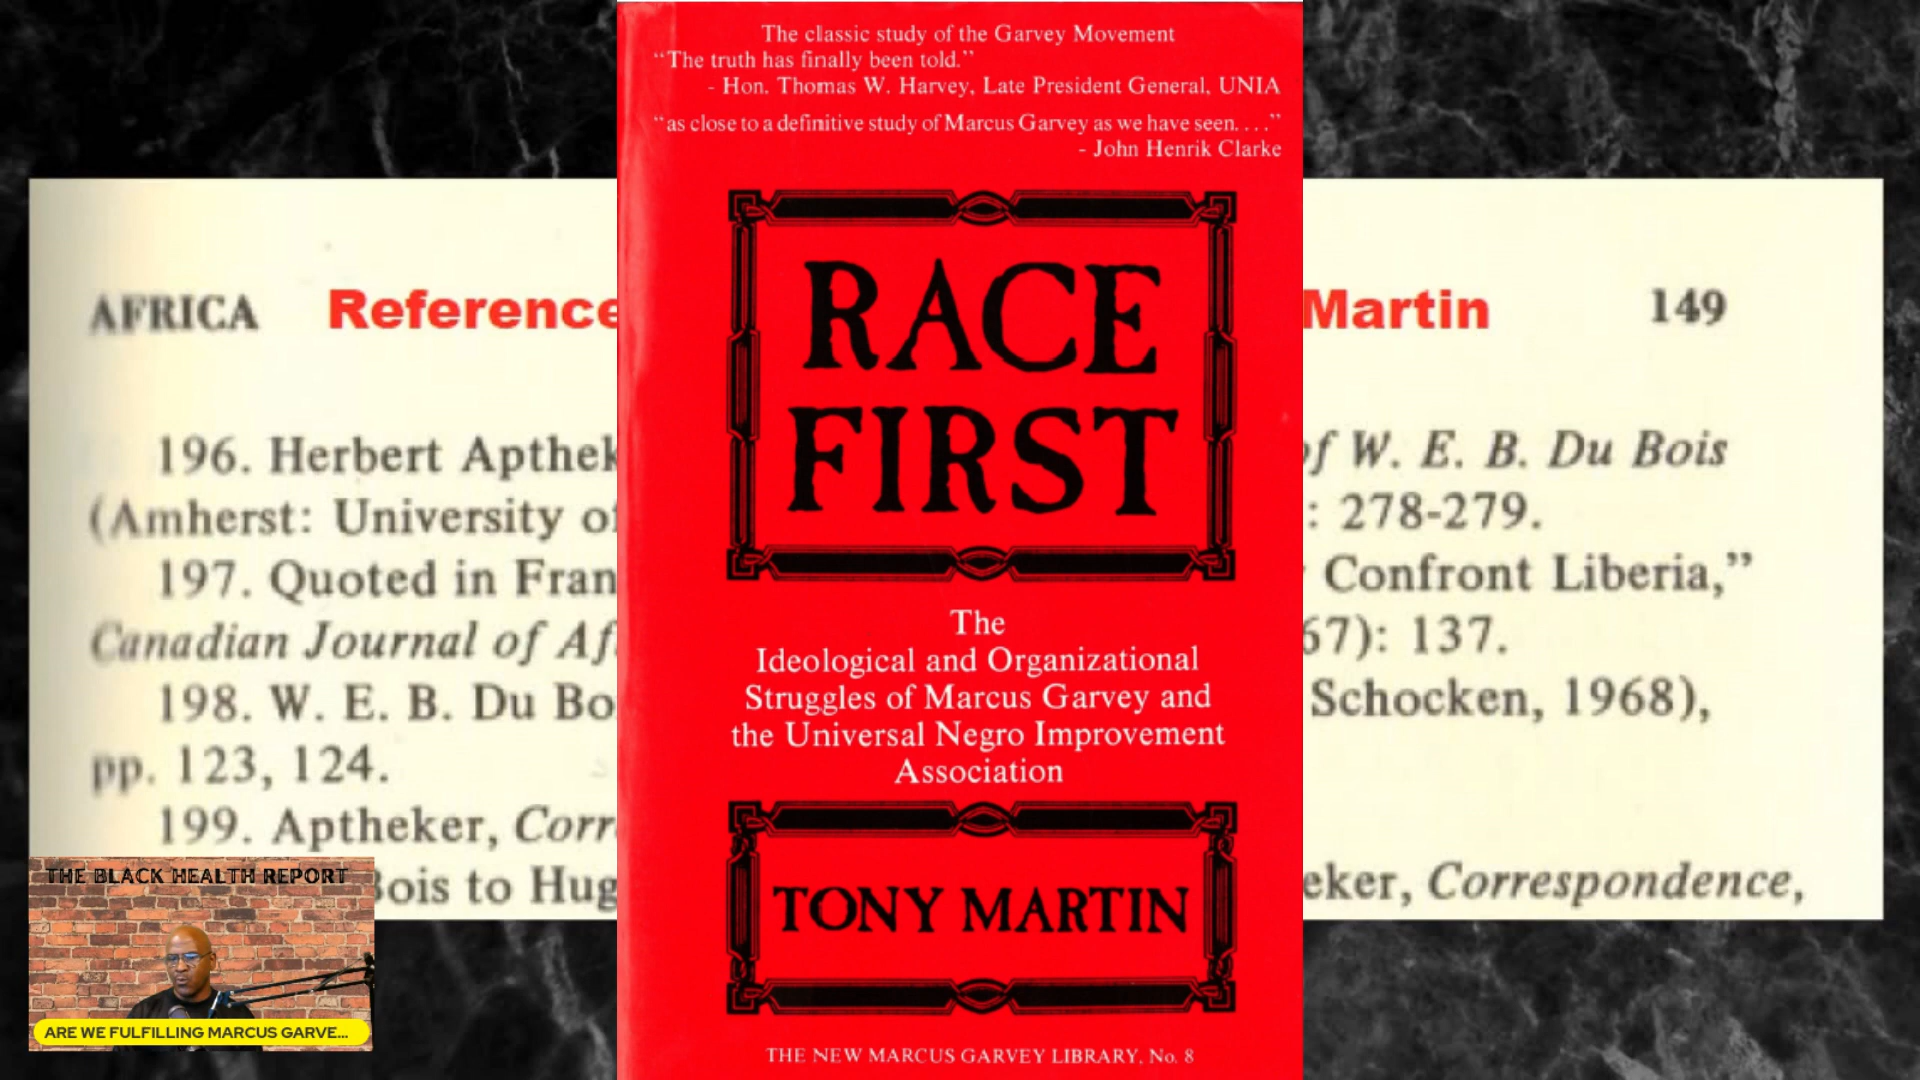 The classic study of the Garvey Movement
“The truth has finally been told.”
- Hon. Thomas W. Harvey, Late President General, UNIA
“as close to a definitive study of Marcus Garvey as we have seen....”
- John Henrik Clarke
RACE
FIRST
The
Ideological and Organizational
Struggles of Marcus Garvey and
the Universal Negro Improvement
Association
TONY MARTIN
THE NEW MARCUS GARVEY LIBRARY, No. 8
AFRICA Reference Martin 149
196. Herbert Apthek of W. E. B. Du Bois
(Amherst: University of : 278-279.
197. Quoted in Fran Confront Liberia,”
Canadian Journal of Af 67): 137.
198. W. E. B. Du Bo Schocken, 1968),
pp. 123, 124.
199. Aptheker, Corr
Bois to Hug eker, Correspondence,
THE BLACK HEALTH REPORT
ARE WE FULFILLING MARCUS GARVE...